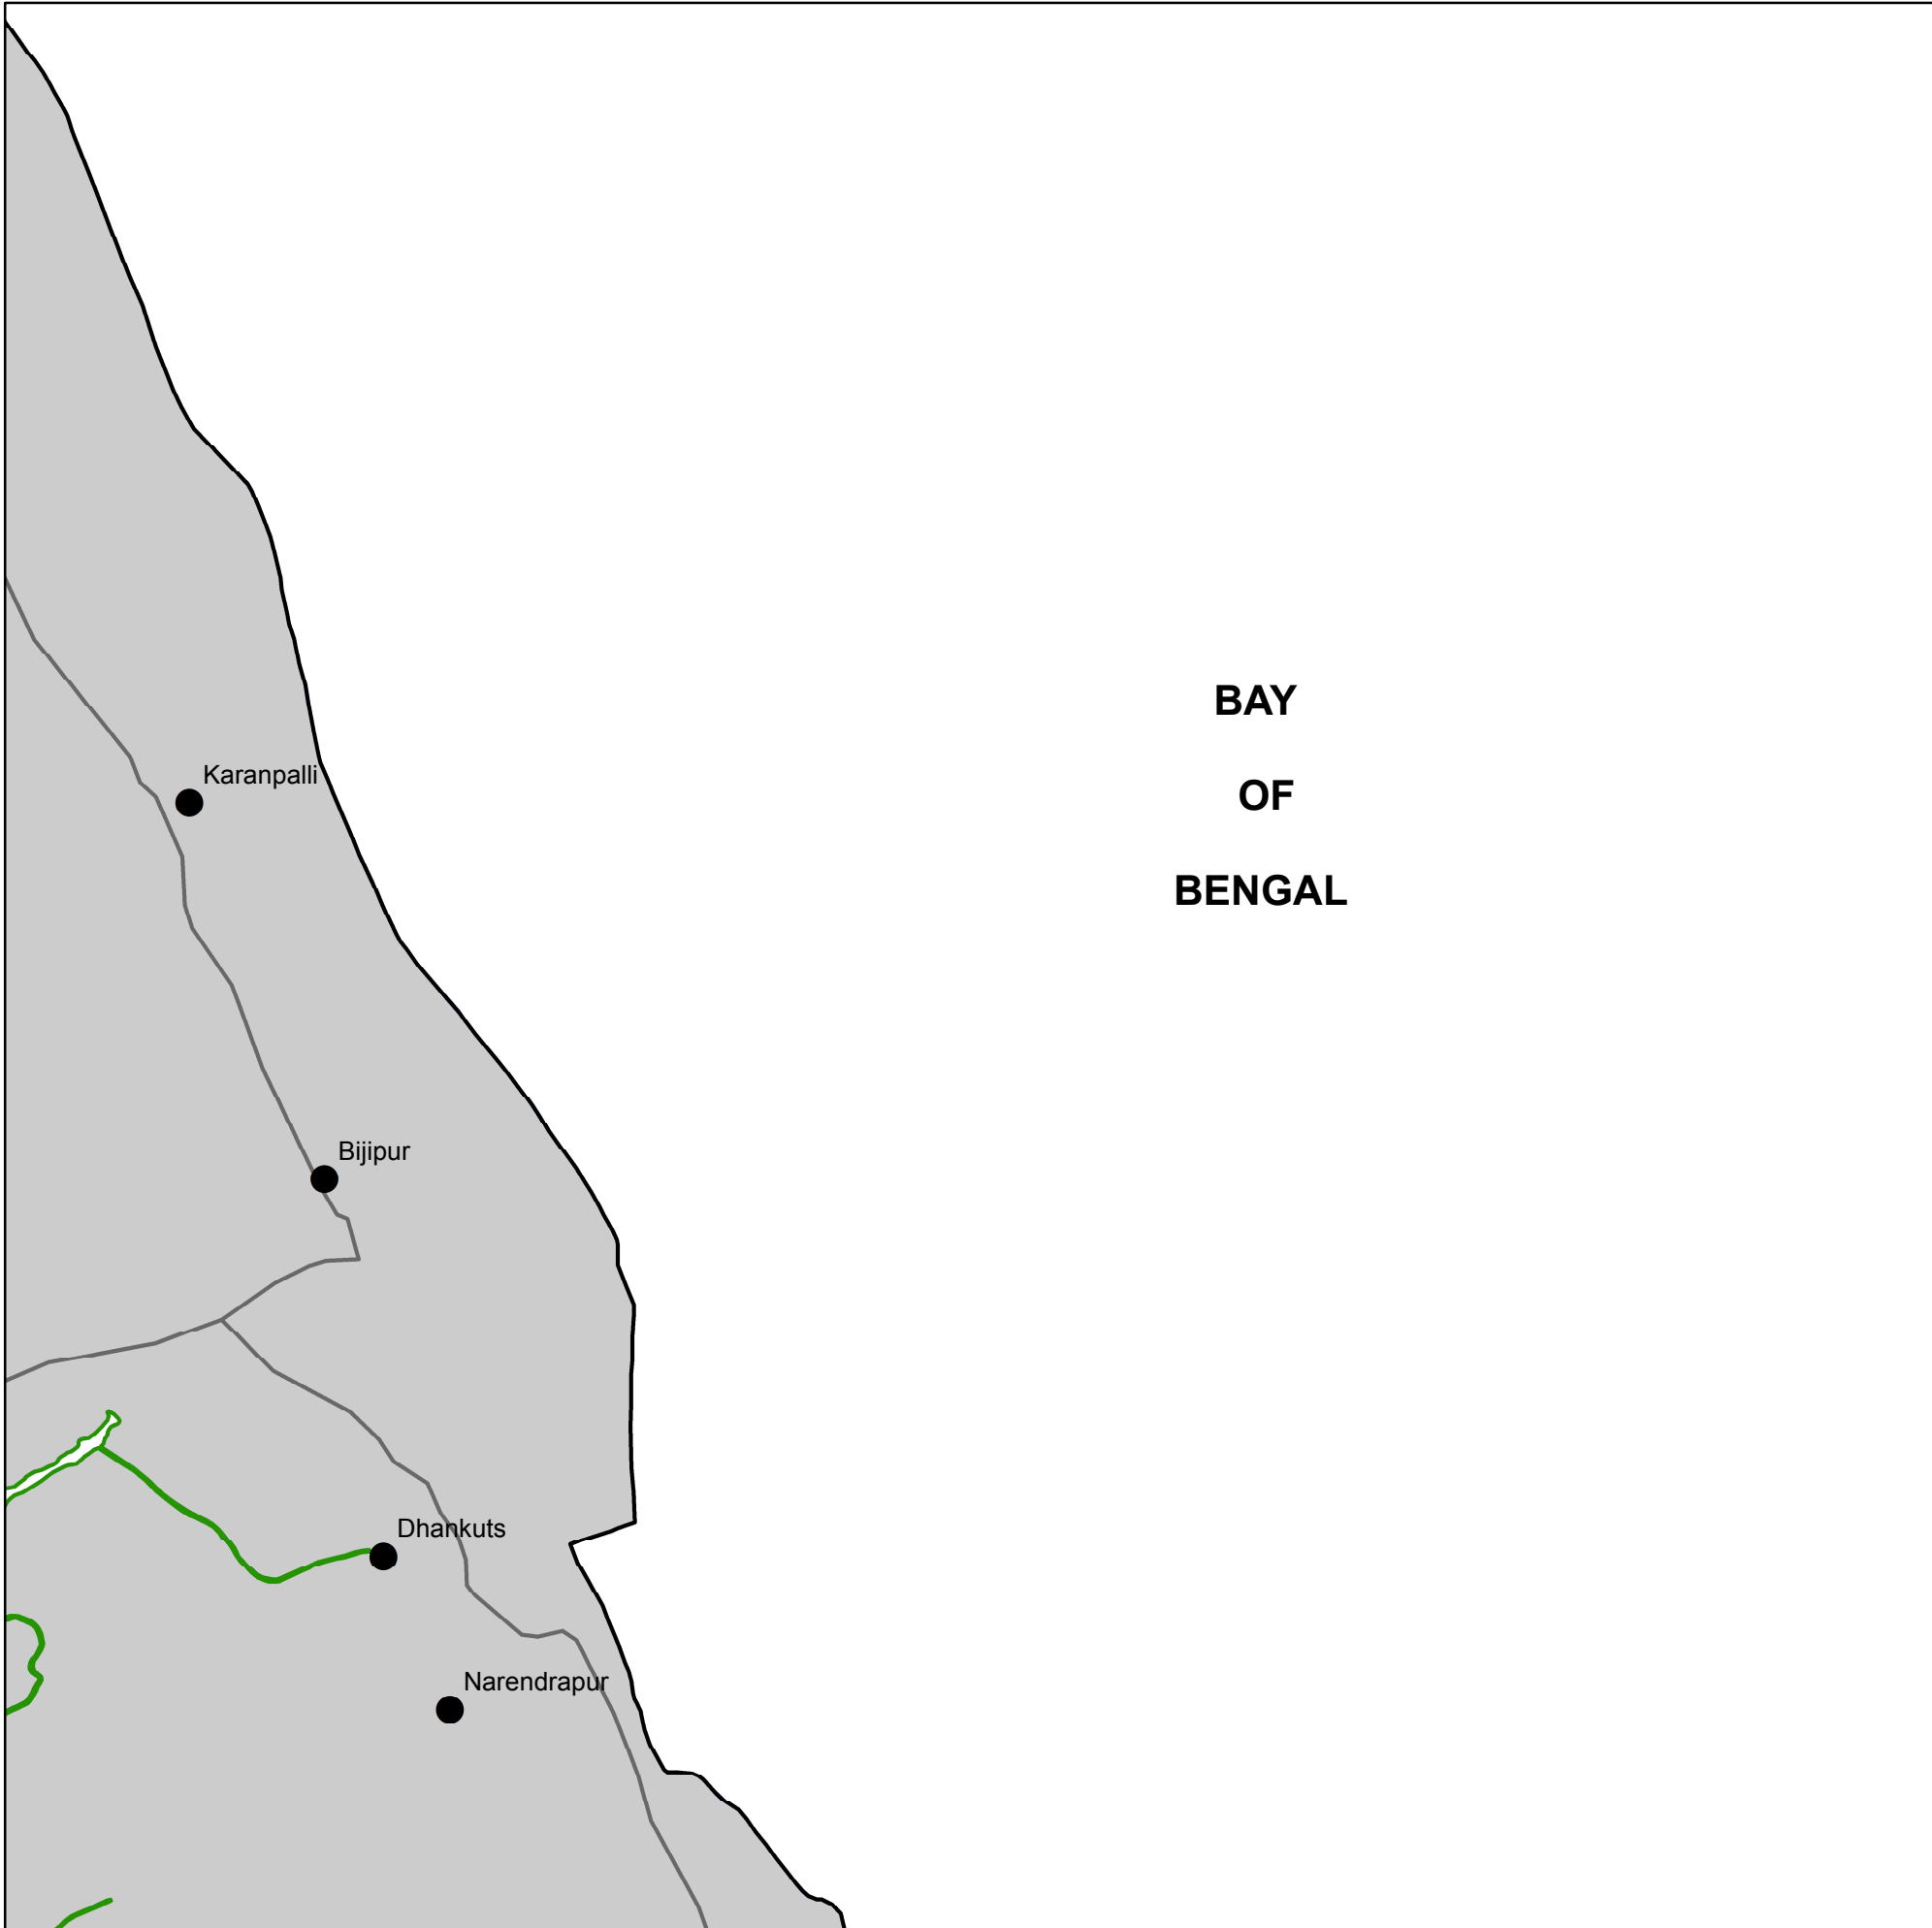 BAY
OF
BENGAL
Karanpalli
Bijipur
Dhankuts
Narendrapur